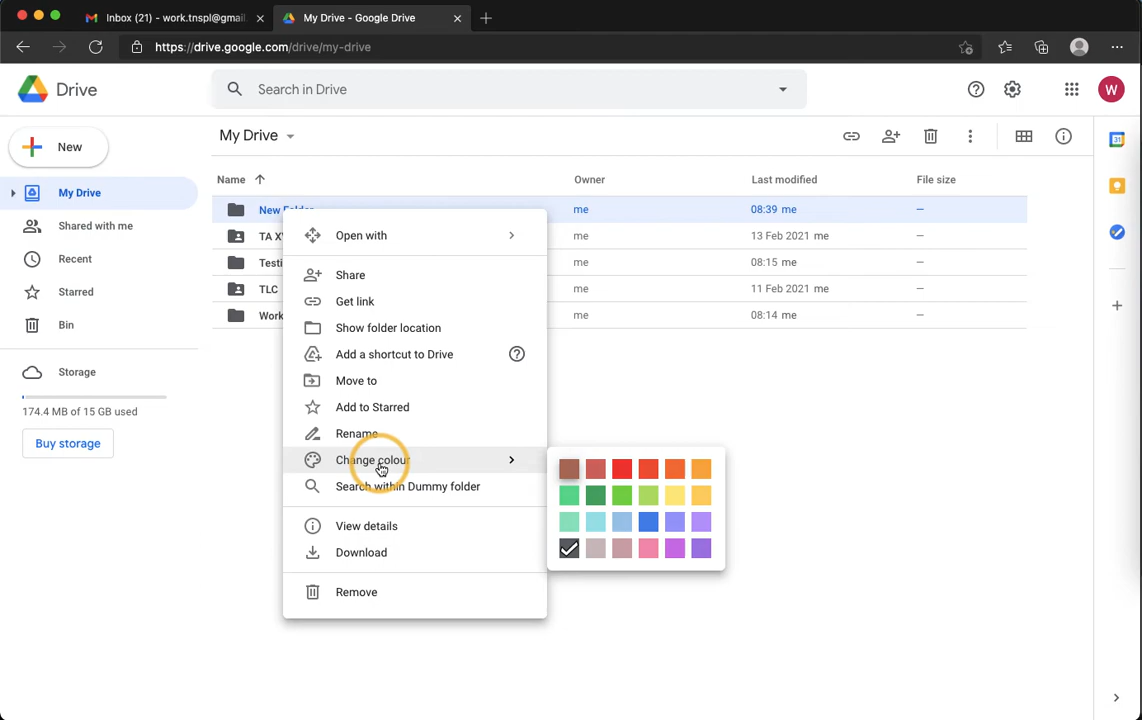 Inbox (21) - work.tnspl@gmail.
My Drive - Google Drive
https://drive.google.com/drive/my-drive
Drive
Search in Drive
W
New
My Drive
My Drive
Shared with me
Recent
Starred
Bin
Storage
174.4 MB of 15 GB used
Buy storage
Name
Owner
Last modified
File size
New Folder me 08:39 me –
TA X me 13 Feb 2021 me –
Testi me 08:15 me –
TLC me 11 Feb 2021 me –
Work me 08:14 me –
Open with
Share
Get link
Show folder location
Add a shortcut to Drive
Move to
Add to Starred
Rename
Change colour
Search within Dummy folder
View details
Download
Remove
31